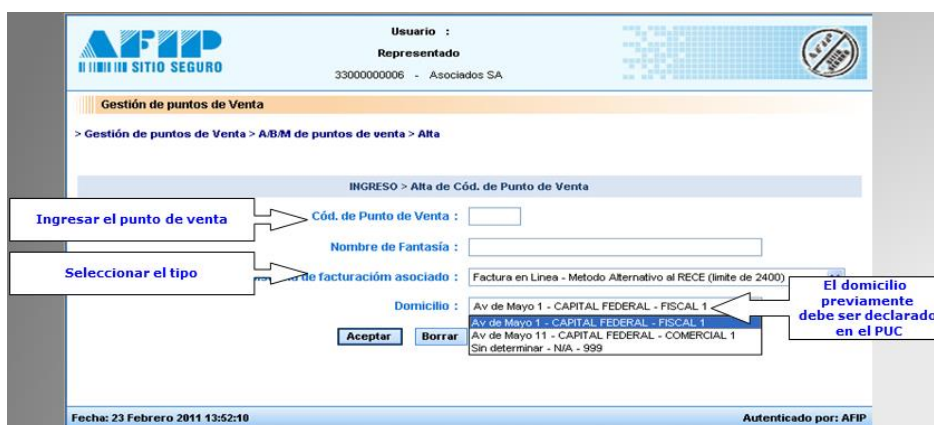 AFIP
SITIO SEGURO
Usuario :
Representado
33000000006 - Asociados SA
AFIP
SEGURO
Gestión de puntos de Venta
> Gestión de puntos de Venta > A/B/M de puntos de venta > Alta
INGRESO > Alta de Cód. de Punto de Venta
Ingresar el punto de venta
Cód. de Punto de Venta :
Nombre de Fantasía :
Seleccionar el tipo
de facturacióm asociado :
Factura en Linea - Metodo Alternativo al RECE (limite de 2400)
Domicilio :
Av de Mayo 1 - CAPITAL FEDERAL - FISCAL 1
El domicilio
previamente
debe ser declarado
en el PUC
Av de Mayo 1 - CAPITAL FEDERAL - FISCAL 1
Av de Mayo 11 - CAPITAL FEDERAL - COMERCIAL 1
Sin determinar - N/A - 999
Aceptar
Borrar
Fecha: 23 Febrero 2011 13:52:10
Autenticado por: AFIP